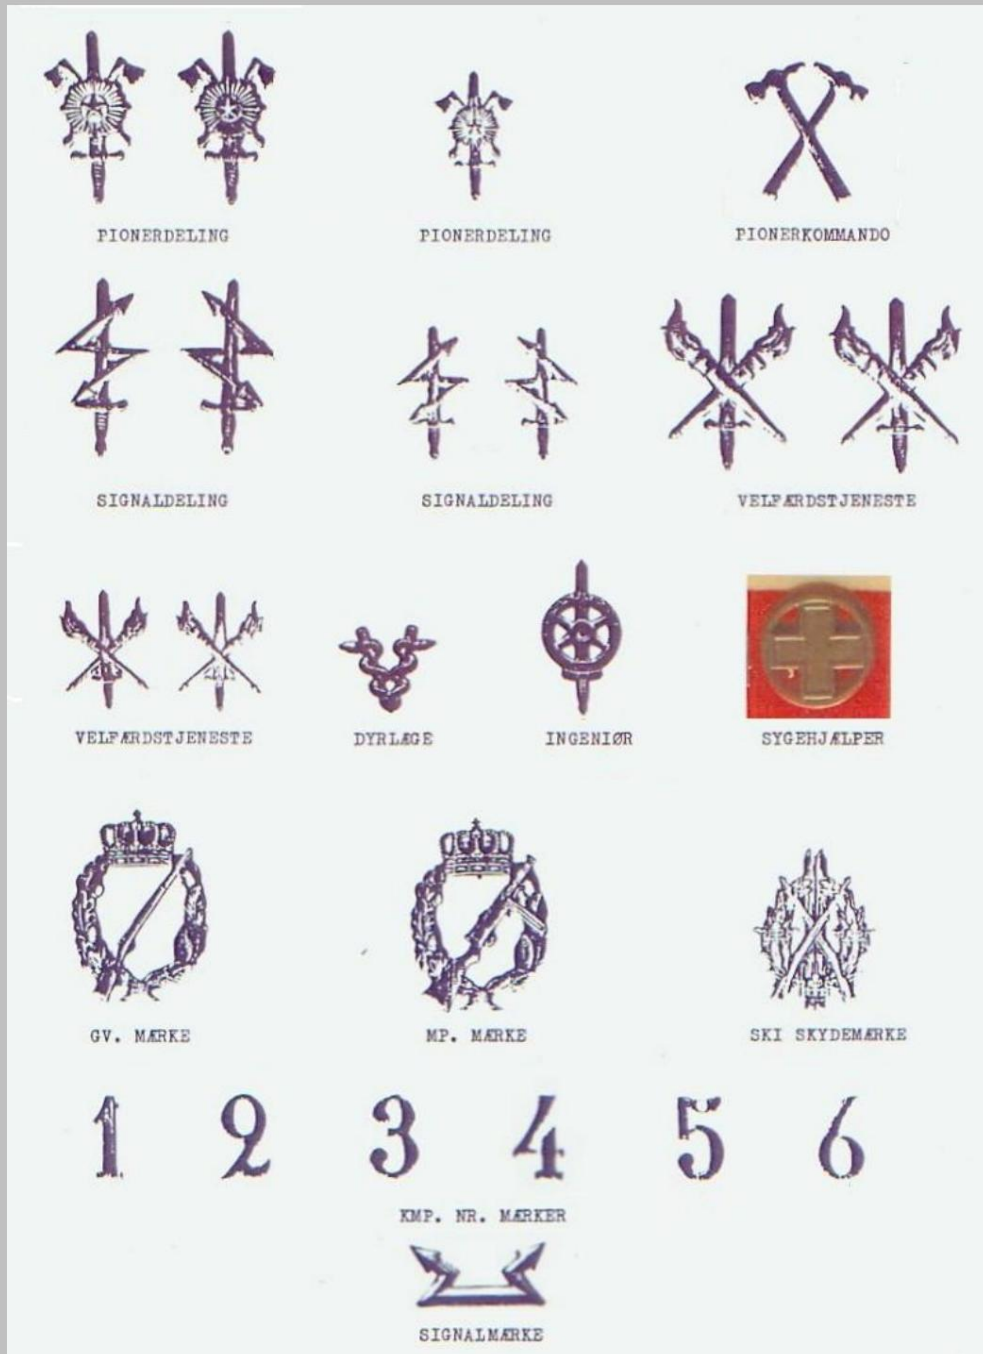 PIONERDELING PIONERDELING PIONERKOMMANDO
SIGNALDELING SIGNALDELING VELFÆRDSTJENESTE
VELFÆRDSTJENESTE DYRLÆGE INGENIØR SYGEHJÆLPER
GV. MÆRKE MP. MÆRKE SKI SKYDEMÆRKE
1 2 3 4 5 6
KMP. NR. MÆRKER
SIGNALMÆRKE